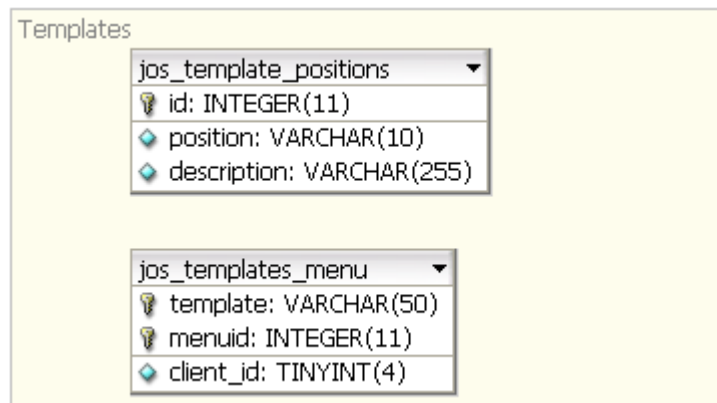 Templates
jos_template_positions
id: INTEGER(11)
position: VARCHAR(10)
description: VARCHAR(255)
jos_templates_menu
template: VARCHAR(50)
menuid: INTEGER(11)
client_id: TINYINT(4)